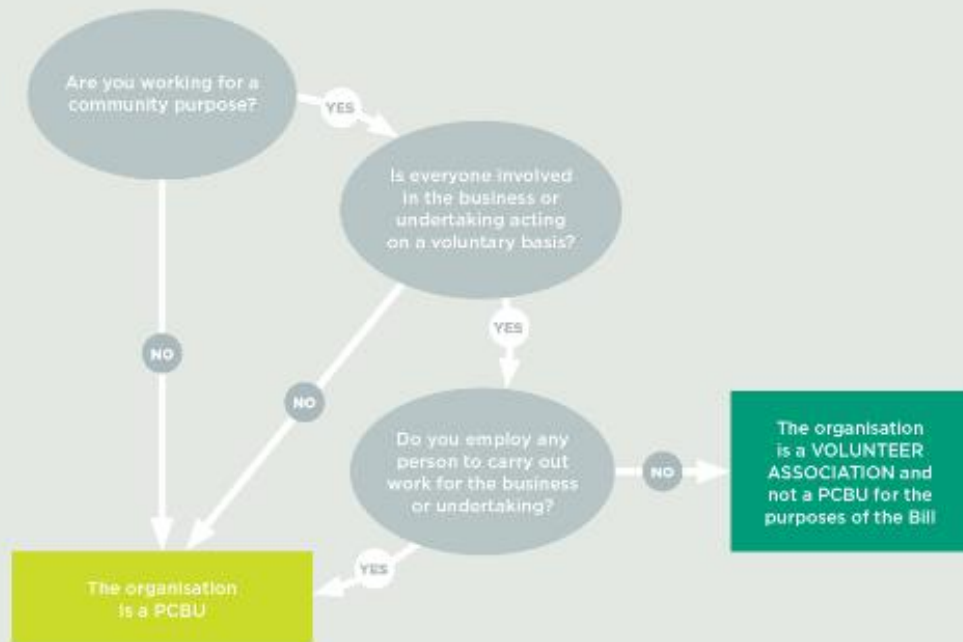 Are you working for a
community purpose?
YES
Is everyone involved
in the business or
undertaking acting
on a voluntary basis?
YES
NO
NO
Do you employ any
person to carry out
work for the business
or undertaking?
NO
The organisation
is a VOLUNTEER
ASSOCIATION and
not a PCBU for the
purposes of the Bill
YES
The organisation
is a PCBU